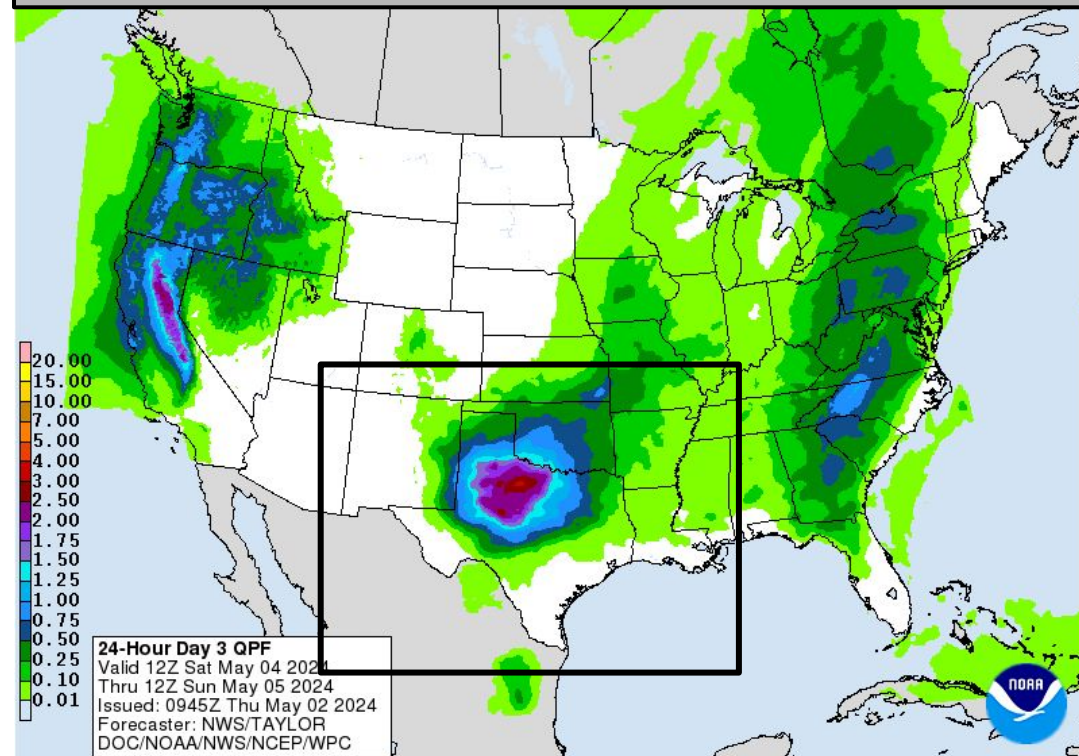 20.00
15.00
10.00
7.00
5.00
4.00
3.00
2.50
2.00
1.75
1.50
1.25
1.00
0.75
0.50
0.25
0.10
0.01
24-Hour Day 3 QPF
Valid 12Z Sat May 04 2024
Thru 12Z Sun May 05 2024
Issued: 0945Z Thu May 02 2024
Forecaster: NWS/TAYLOR
DOC/NOAA/NWS/NCEP/WPC
NOAA